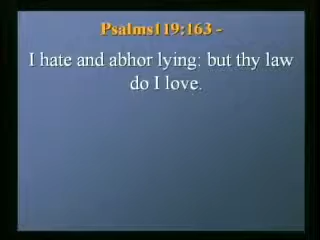 Psalms119:163 -
I hate and abhor lying: but thy law
do I love.